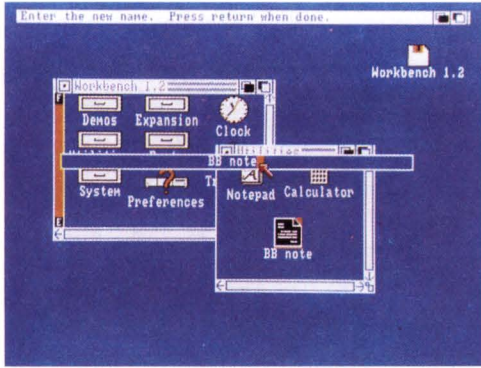 Enter the new name.  Press return when done.
Workbench 1.2
Workbench 1.2
Demos Expansion Clock
Utilities
BB note
System Preferences Notepad Calculator
BB note